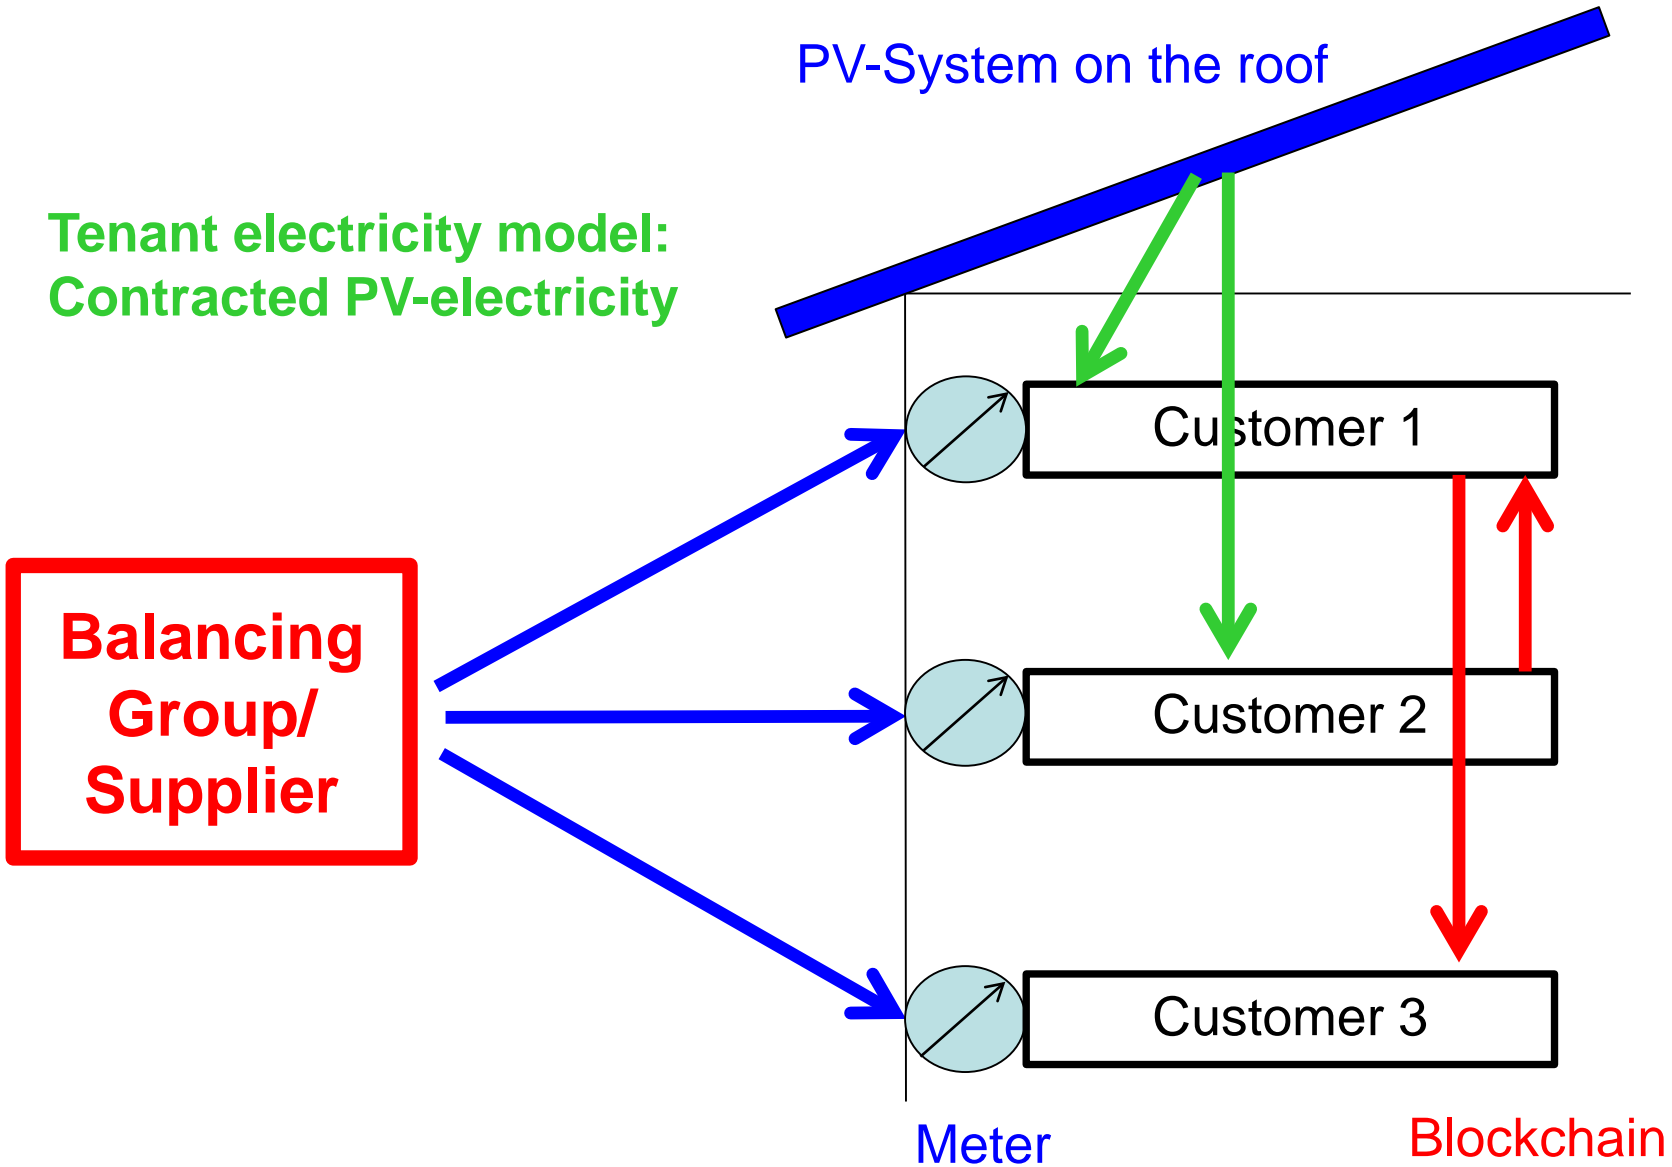 PV-System on the roof
Tenant electricity model:
Contracted PV-electricity
Customer 1
Balancing
Group/
Supplier
Customer 2
Customer 3
Meter
Blockchain